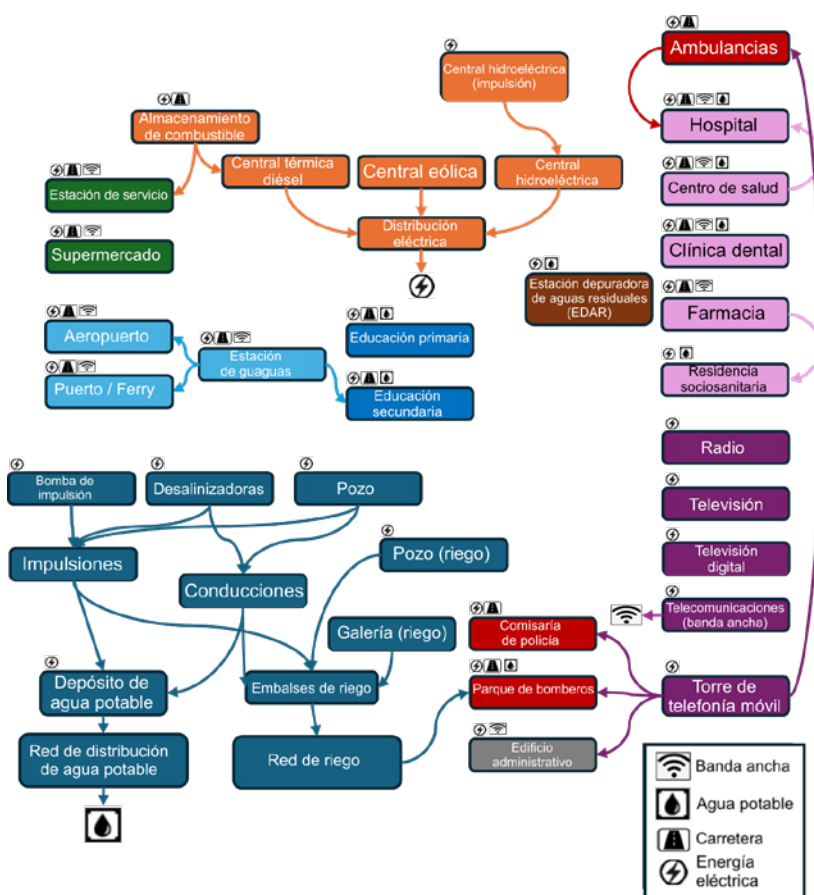 Ambulancias
Central hidroeléctrica
(impulsión)
Almacenamiento
de combustible
Hospital
Central térmica
diésel
Central eólica
Central
hidroeléctrica
Estación de servicio
Centro de salud
Distribución
eléctrica
Supermercado
Clínica dental
Estación depuradora
de aguas residuales
(EDAR)
Farmacia
Aeropuerto
Educación primaria
Estación
de guaguas
Puerto / Ferry
Educación
secundaria
Residencia
sociosanitaria
Radio
Bomba de
impulsión
Desalinizadoras
Pozo
Televisión
Impulsiones
Pozo (riego)
Televisión
digital
Conducciones
Telecomunicaciones
(banda ancha)
Galería (riego)
Comisaría
de policía
Depósito de
agua potable
Embalses de riego
Parque de bomberos
Torre de
telefonía móvil
Red de distribución
de agua potable
Red de riego
Edificio
administrativo
Banda ancha
Agua potable
Carretera
Energía
eléctrica